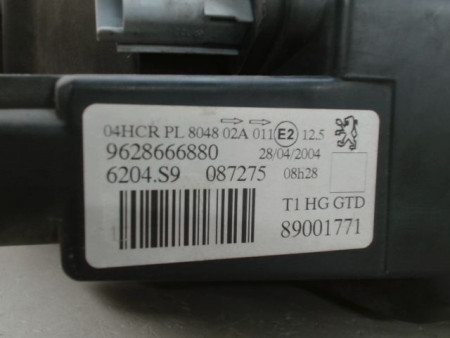 04HCR PL 8048 02A 011 E2 12.5
9628666880 28/04/2004
6204.S9 087275 08h28
T1 HG GTD
89001771